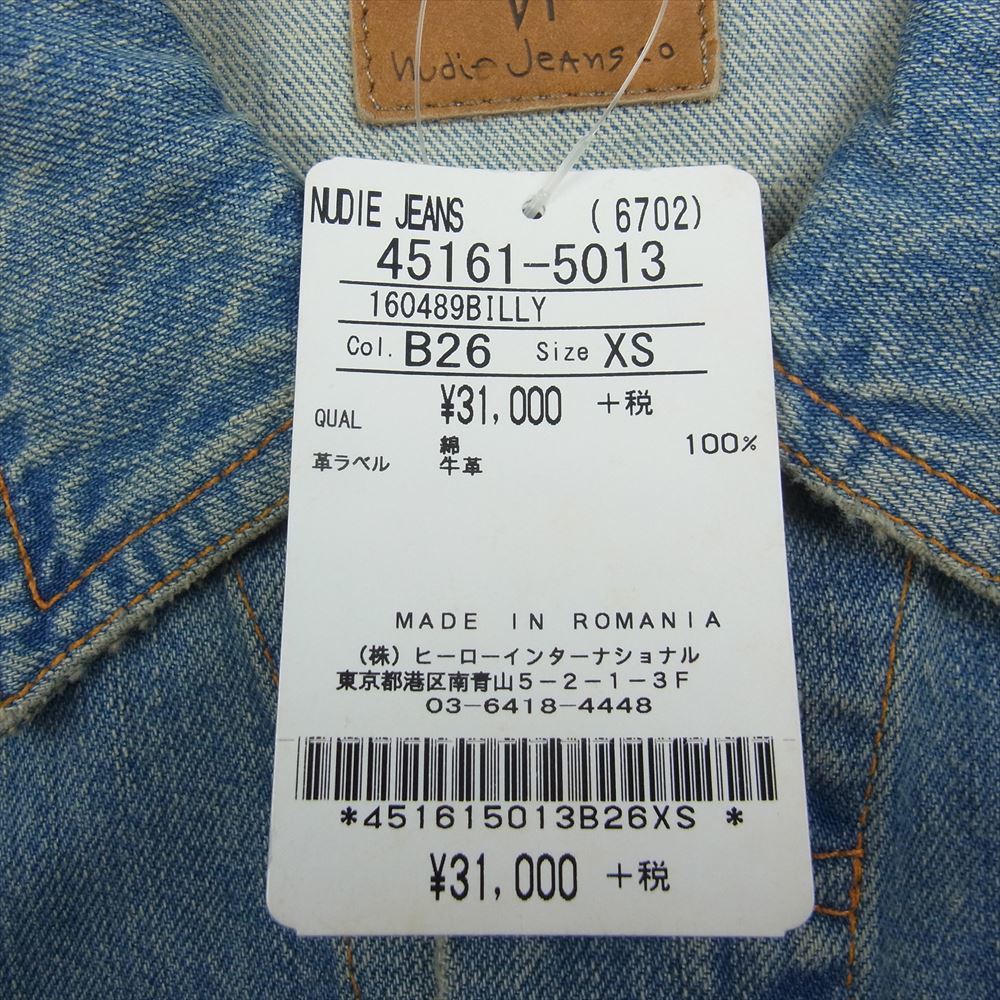 nudie Jeans co
NUDIE JEANS (6702)
45161-5013
160489BILLY
Col. B26 Size XS
¥31,000 +税
QUAL
綿 100%
革ラベル 牛革
MADE IN ROMANIA
(株)ヒーローインターナショナル
東京都港区南青山5-2-1-3F
03-6418-4448
*451615013B26XS *
¥31,000 +税